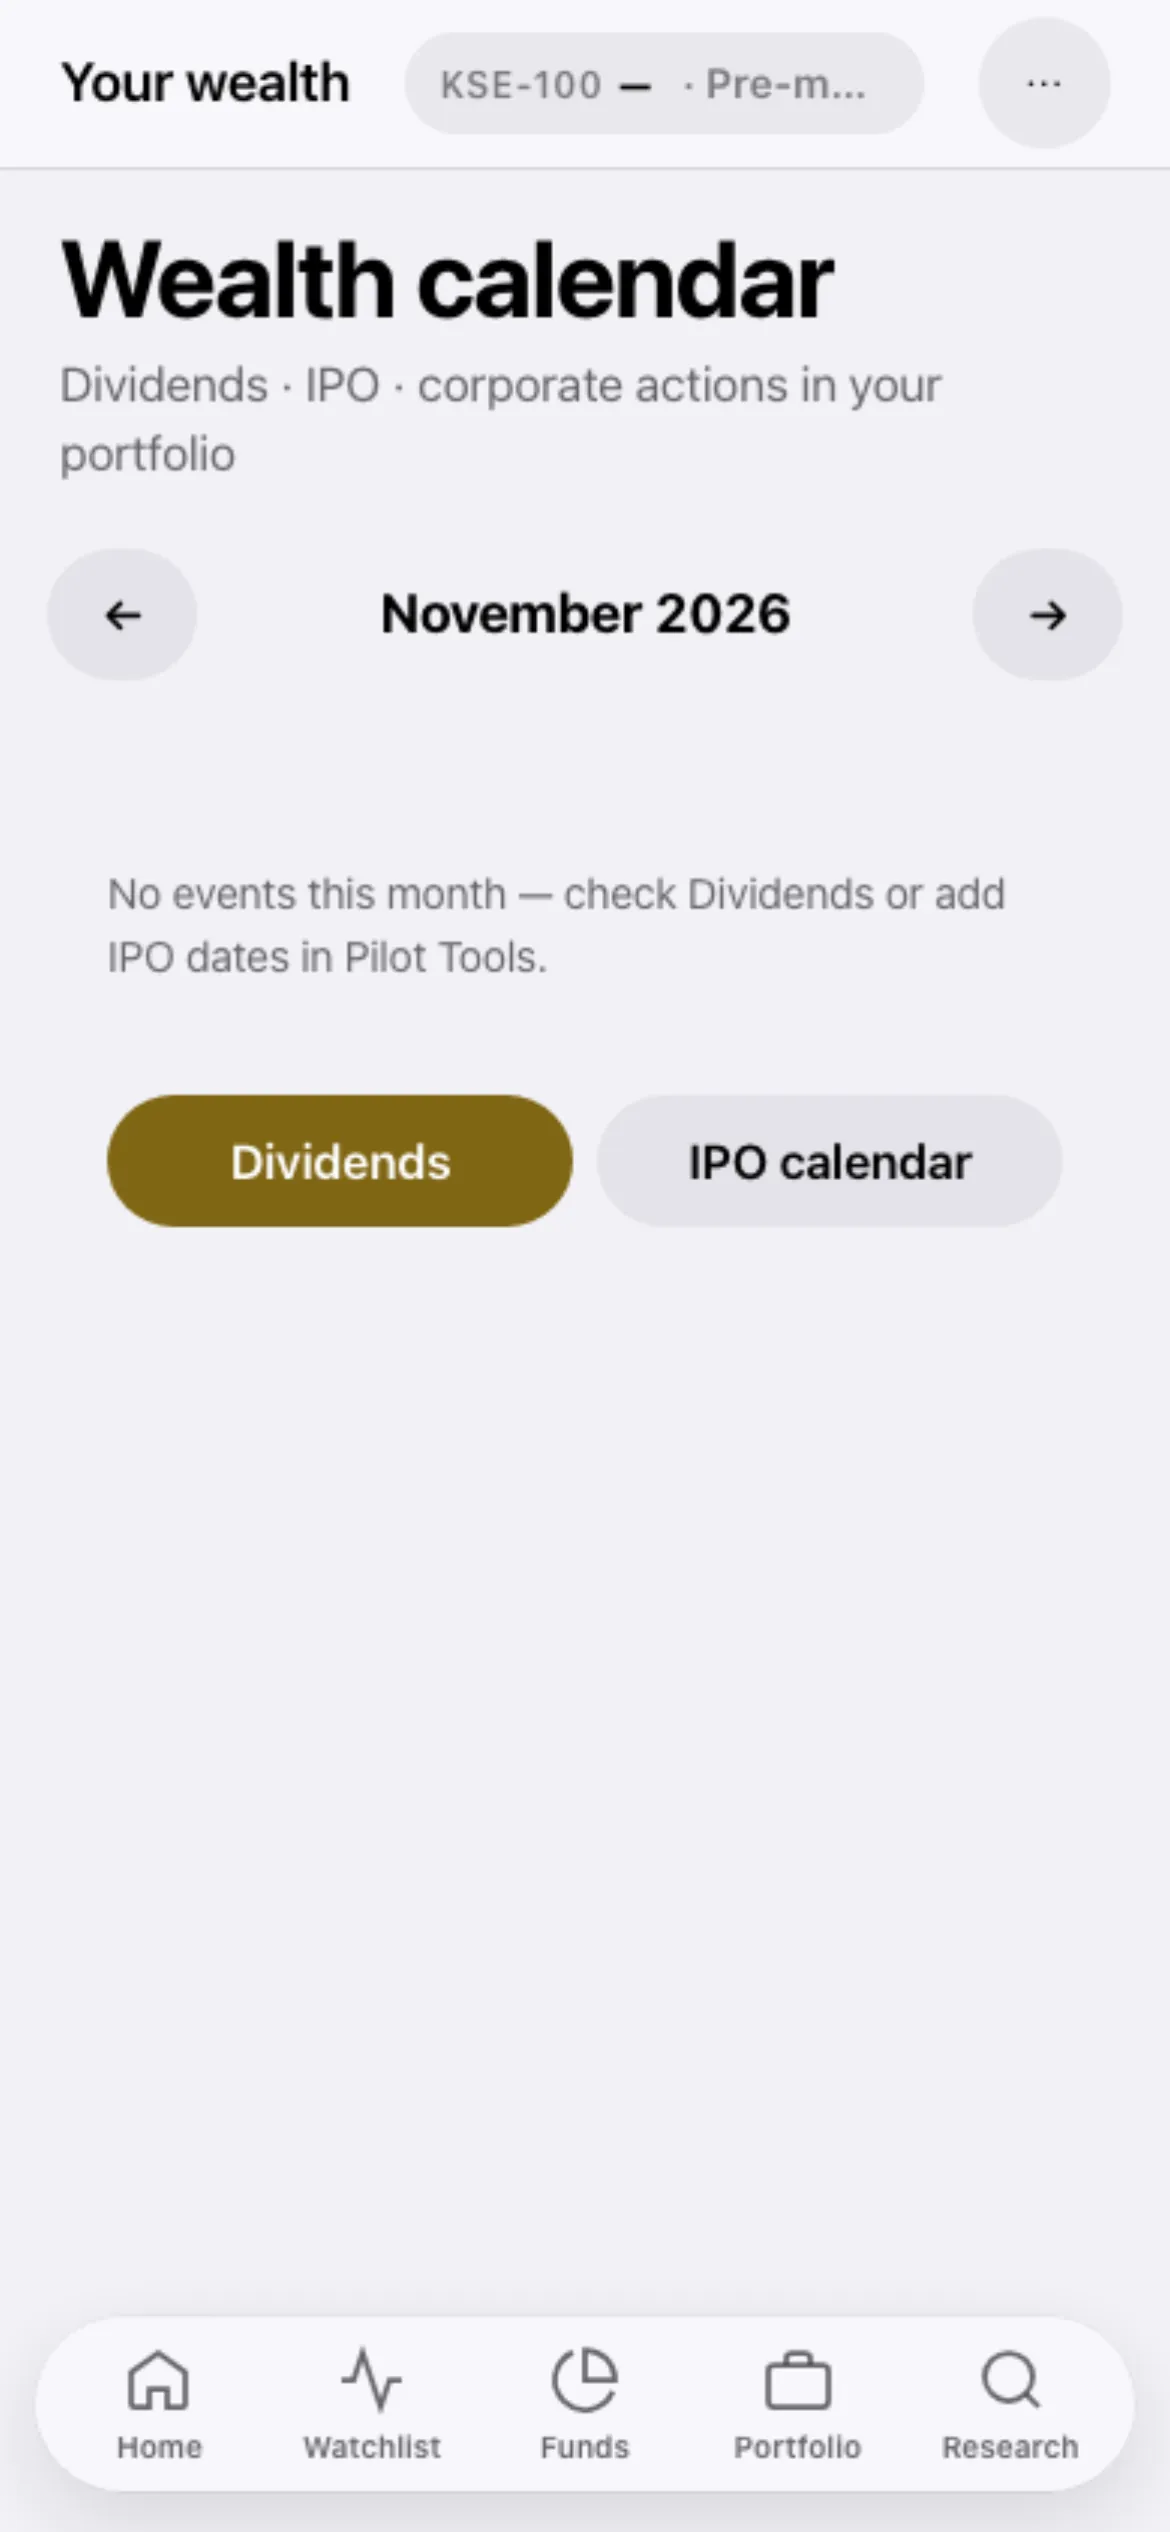 Your wealth
KSE-100 — · Pre-m...
...
Wealth calendar
Dividends · IPO · corporate actions in your
portfolio
← November 2026 →
No events this month — check Dividends or add
IPO dates in Pilot Tools.
Dividends
IPO calendar
Home
Watchlist
Funds
Portfolio
Research